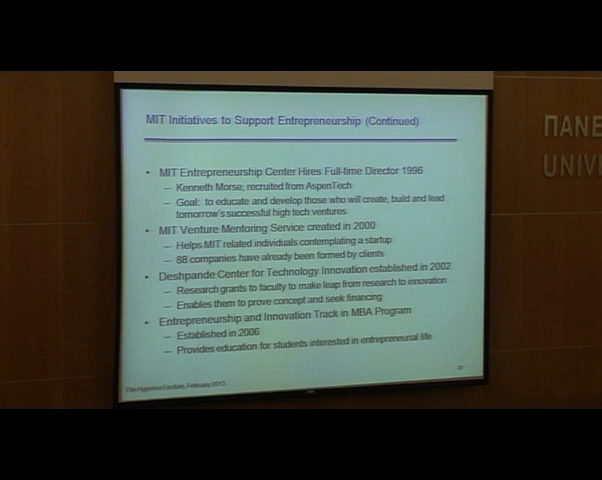 MIT Initiatives to Support Entrepreneurship (Continued)
• MIT Entrepreneurship Center Hires Full-time Director 1996
– Kenneth Morse, recruited from AspenTech
– Goal: to educate and develop those who will create, build and lead
tomorrow's successful high tech ventures
• MIT Venture Mentoring Service created in 2000
– Helps MIT related individuals contemplating a startup
– 88 companies have already been formed by clients
• Deshpande Center for Technology Innovation established in 2002
– Research grants to faculty to make leap from research to innovation
– Enables them to prove concept and seek financing
• Entrepreneurship and Innovation Track in MBA Program
– Established in 2006
– Provides education for students interested in entrepreneurial life
The Hyperion Lecture, February 2013
ΠΑΝΕ
UNIV